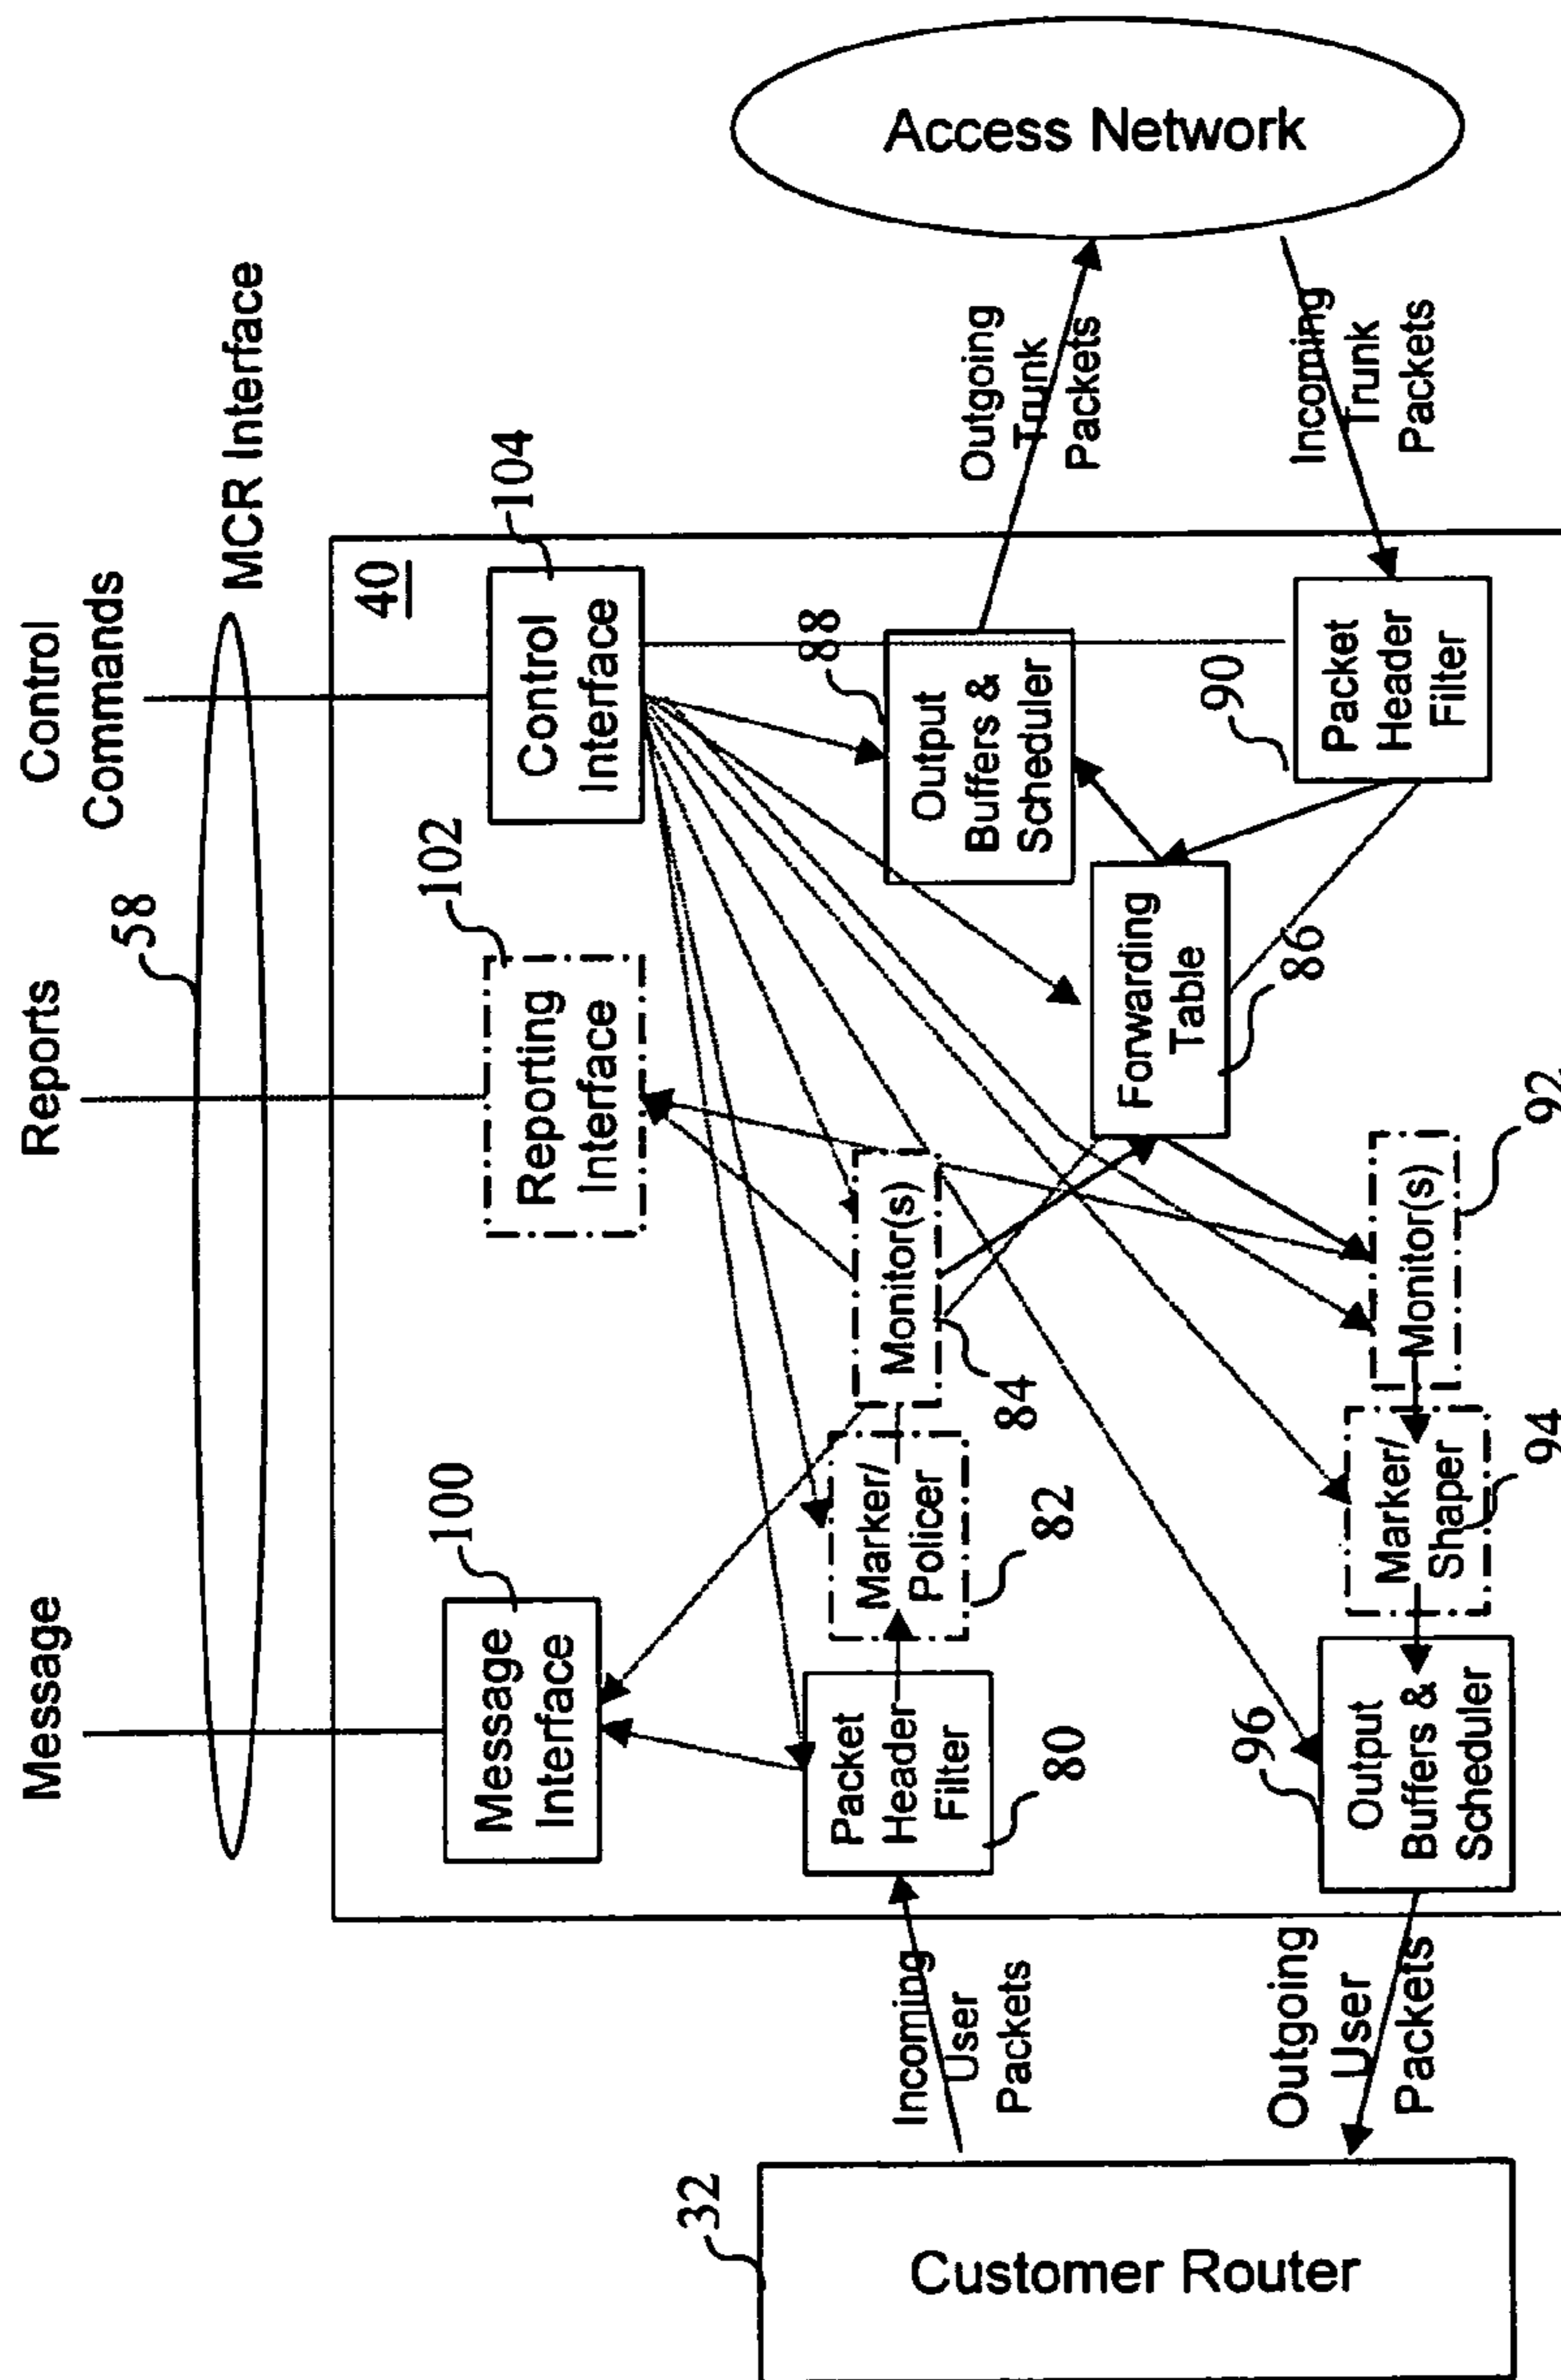 Message
Reports
Control
Commands
58
MCR Interface
40
100
Message
Interface
102
Reporting
Interface
104
Control
Interface
32
Customer Router
Incoming
User
Packets
Packet
Header
Filter
80
Marker/
Policer
82
Monitor(s)
84
Forwarding
Table
86
88
Output
Buffers &
Scheduler
Outgoing
Trunk
Packets
Access Network
Incoming
Trunk
Packets
90
Packet
Header
Filter
Monitor(s)
92
Marker/
Shaper
94
96
Output
Buffers &
Scheduler
Outgoing
User
Packets